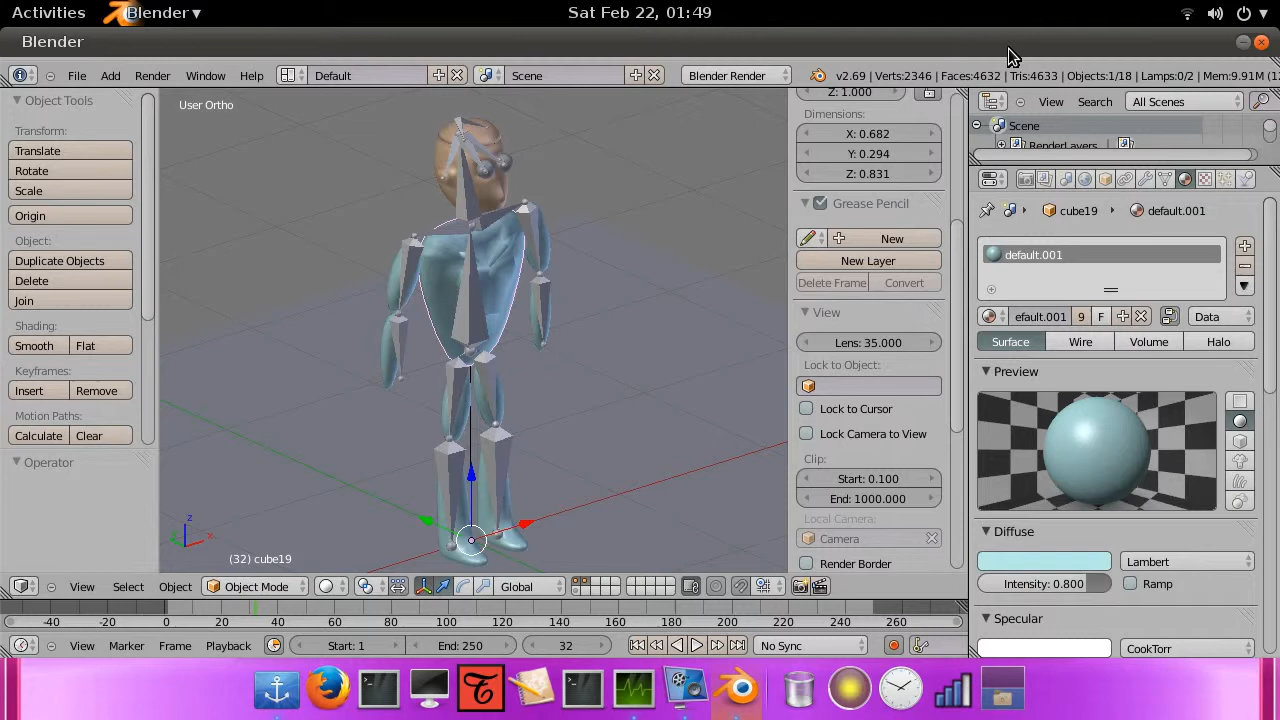 Activities Blender ▾ Sat Feb 22, 01:49
Blender
File Add Render Window Help Default Scene Blender Render v2.69 | Verts:2346 | Faces:4632 | Tris:4633 | Objects:1/18 | Lamps:0/2 | Mem:9.91M
Object Tools
Transform:
Translate
Rotate
Scale
Origin
Object:
Duplicate Objects
Delete
Join
Shading:
Smooth Flat
Keyframes:
Insert Remove
Motion Paths:
Calculate Clear
Operator
User Ortho
z
x
(32) cube19
Z: 1.000
Dimensions:
X: 0.682
Y: 0.294
Z: 0.831
Grease Pencil
New
New Layer
Delete Frame Convert
View
Lens: 35.000
Lock to Object:
Lock to Cursor
Lock Camera to View
Clip:
Start: 0.100
End: 1000.000
Local Camera:
Camera
Render Border
View Search All Scenes
Scene
RenderLayers
cube19 default.001
default.001
efault.001 9 F Data
Surface Wire Volume Halo
Preview
Diffuse
Lambert
Intensity: 0.800 Ramp
Specular
CookTorr
View Select Object Object Mode Global
-40 -20 0 20 40 60 80 100 120 140 160 180 200 220 240 260
View Marker Frame Playback Start: 1 End: 250 32 No Sync